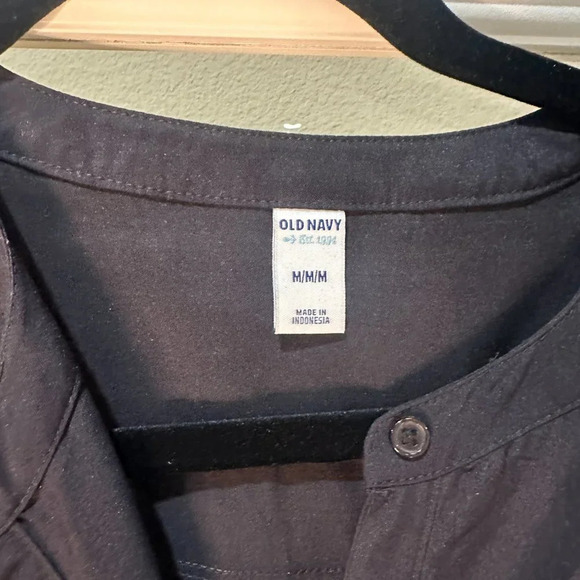 OLD NAVY
Est. 1994
M/M/M
MADE IN
INDONESIA